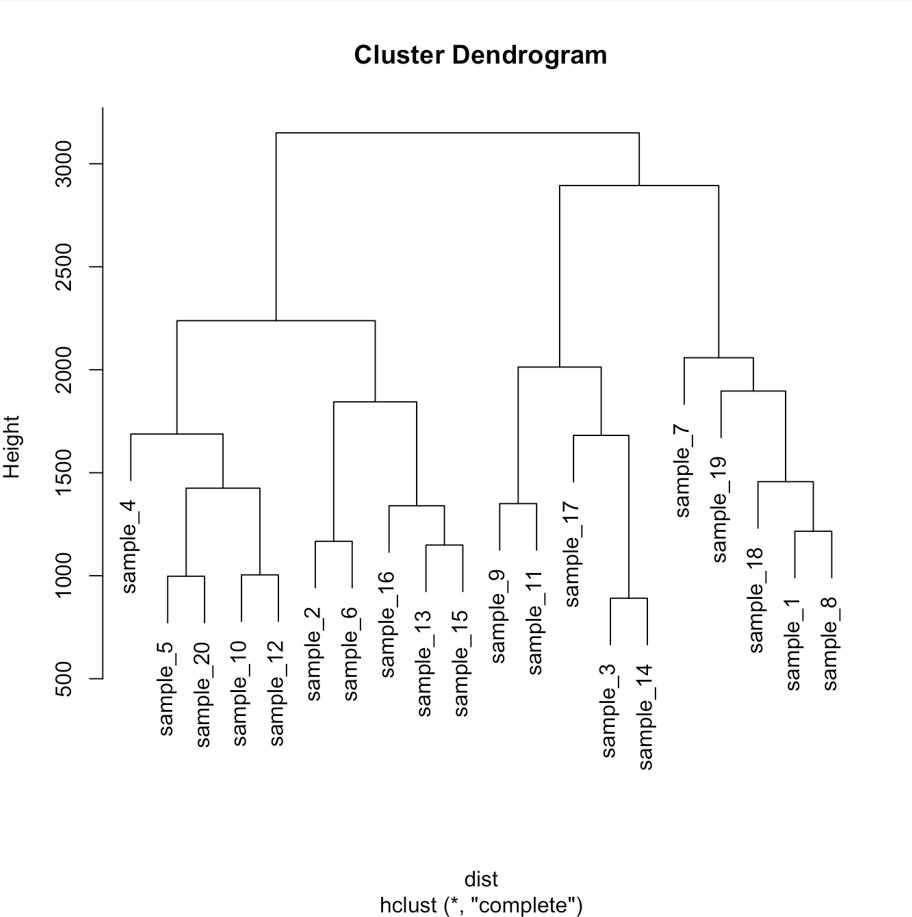 Cluster Dendrogram
Height
3000
2500
2000
1500
1000
500
sample_4
sample_5
sample_20
sample_10
sample_12
sample_2
sample_6
sample_16
sample_13
sample_15
sample_9
sample_11
sample_17
sample_3
sample_14
sample_7
sample_19
sample_18
sample_1
sample_8
dist
hclust (*, "complete")